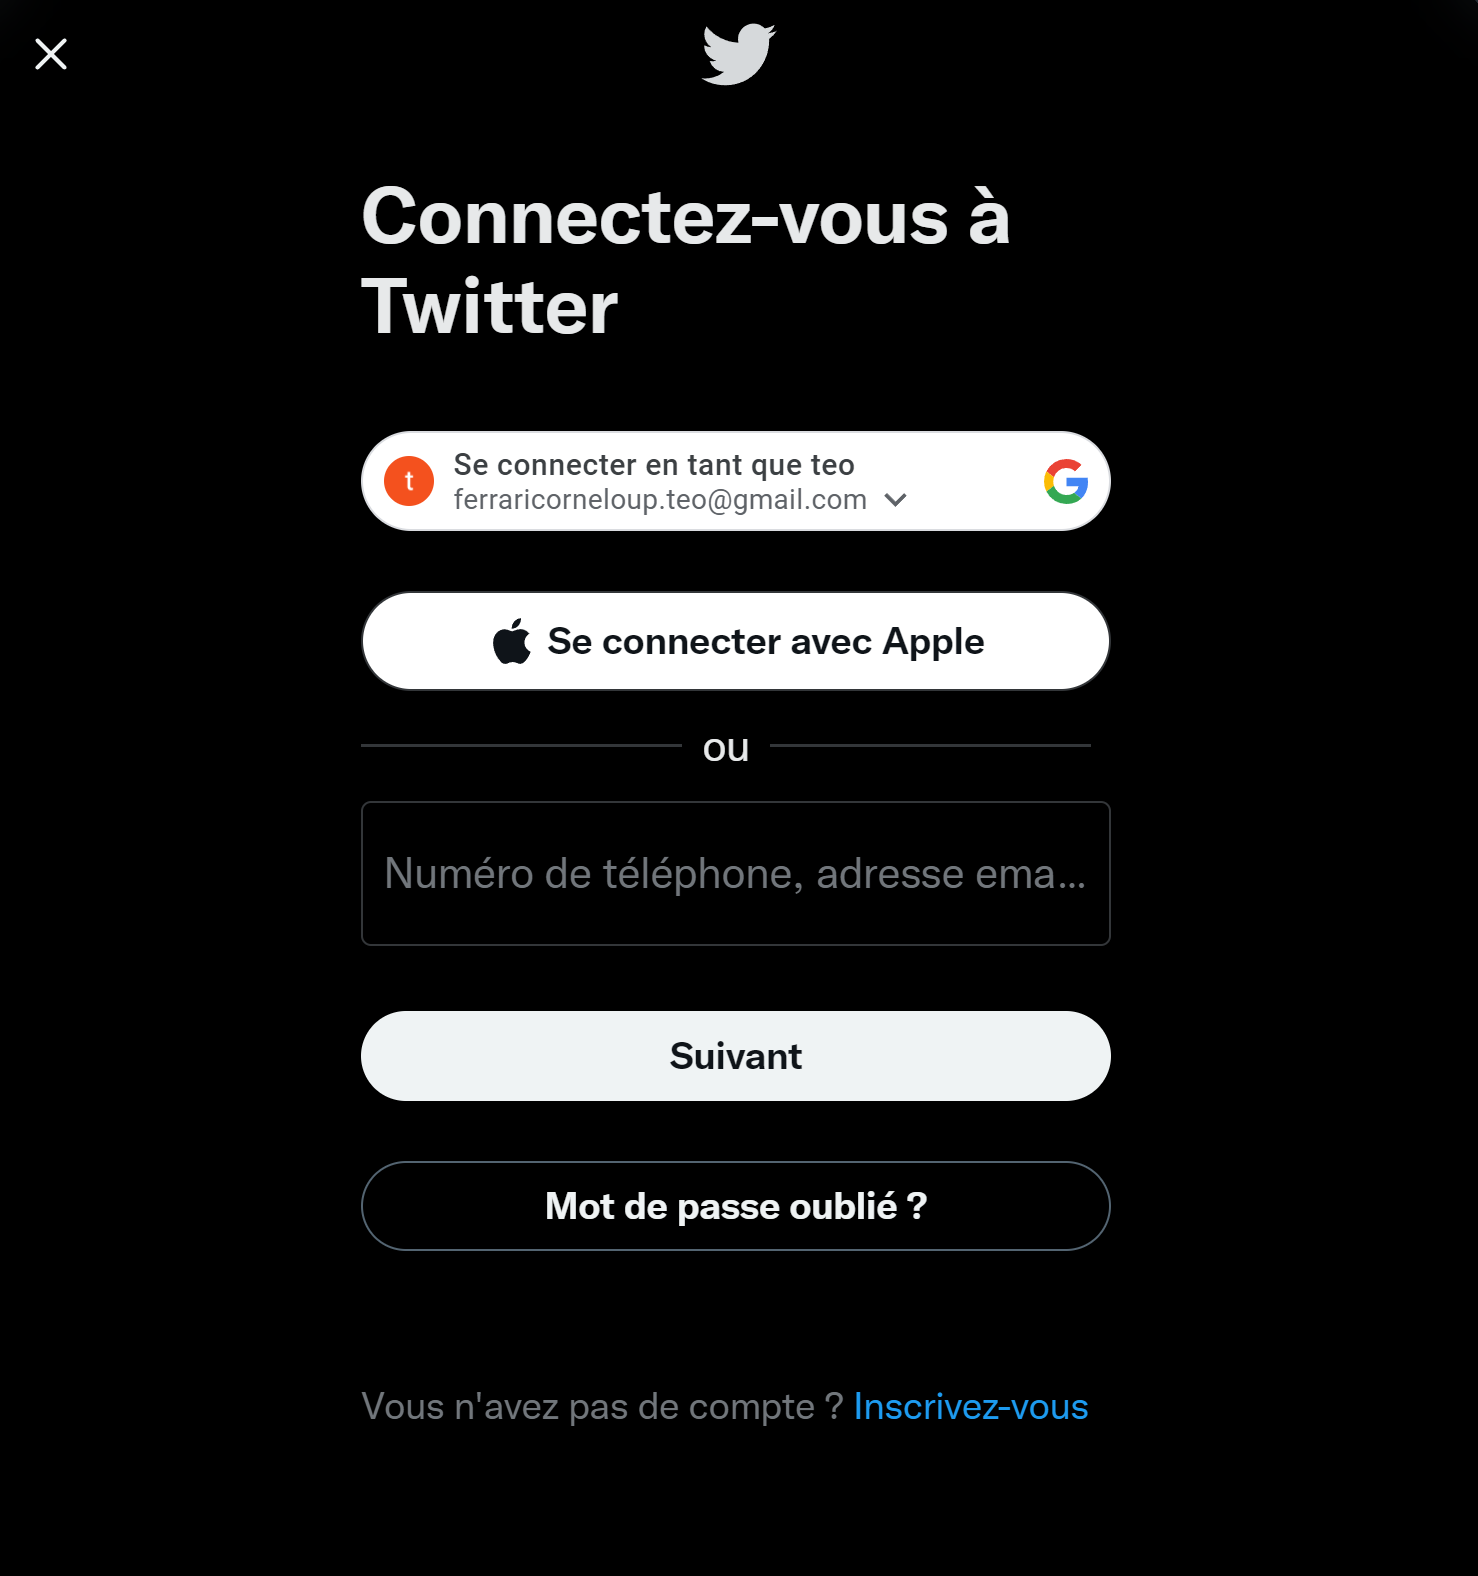 Connectez-vous à
Twitter
t
Se connecter en tant que teo
ferraricorneloup.teo@gmail.com
Se connecter avec Apple
ou
Numéro de téléphone, adresse ema...
Suivant
Mot de passe oublié ?
Vous n'avez pas de compte ? Inscrivez-vous